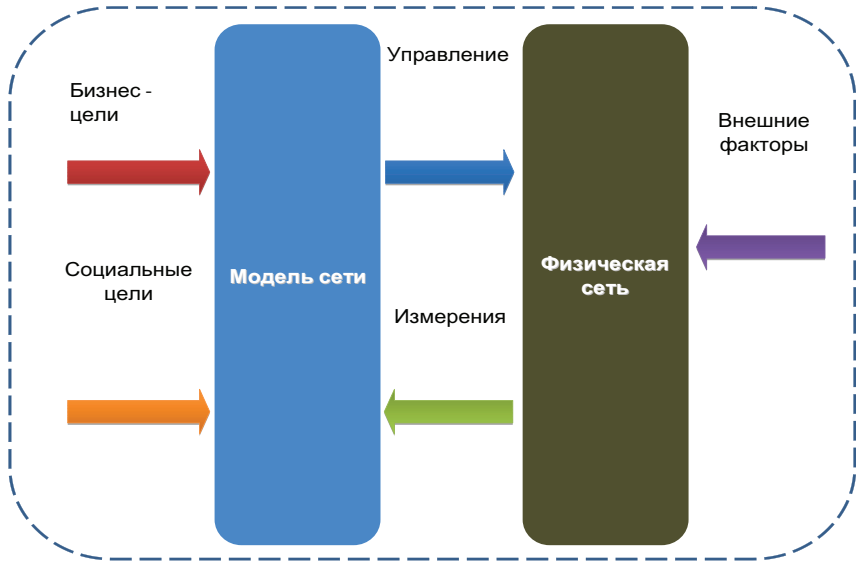 Бизнес -
цели
Управление
Внешние
факторы
Социальные
цели
Модель сети
Физическая
сеть
Измерения